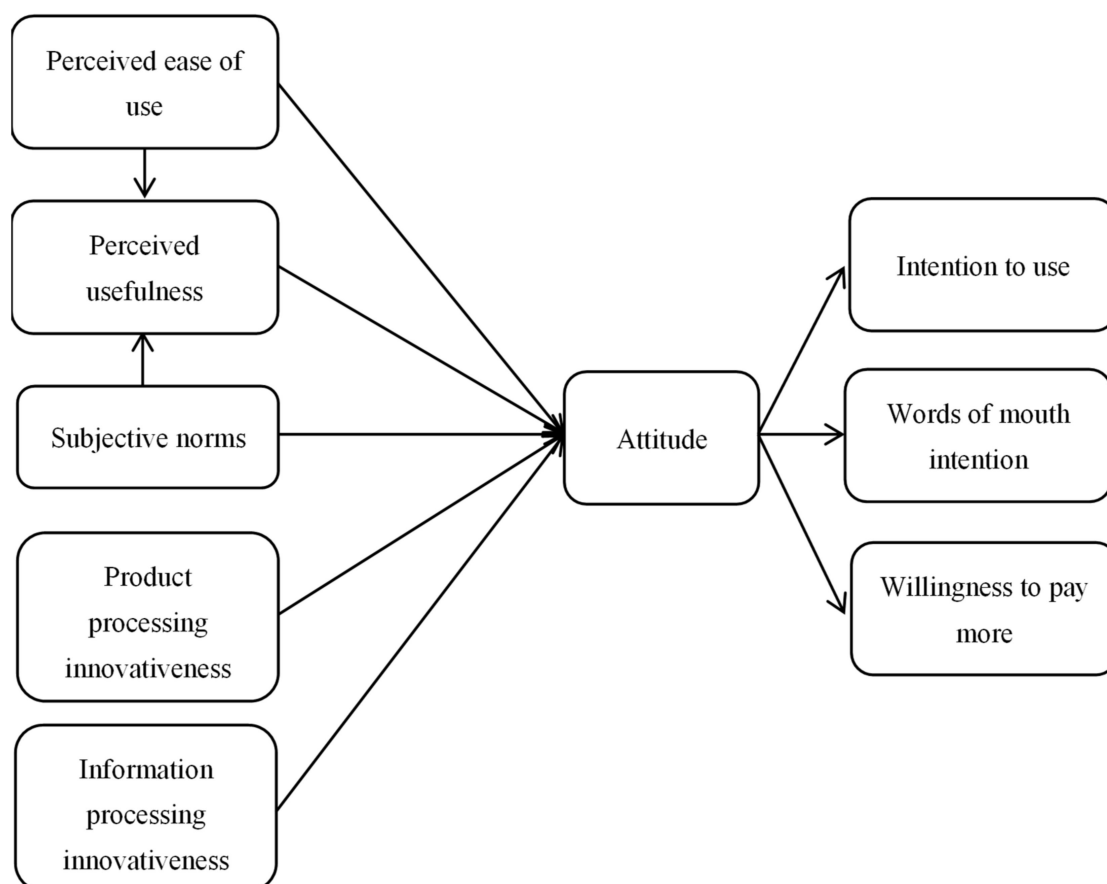 Perceived ease of
use
Perceived
usefulness
Subjective norms
Product
processing
innovativeness
Information
processing
innovativeness
Attitude
Intention to use
Words of mouth
intention
Willingness to pay
more